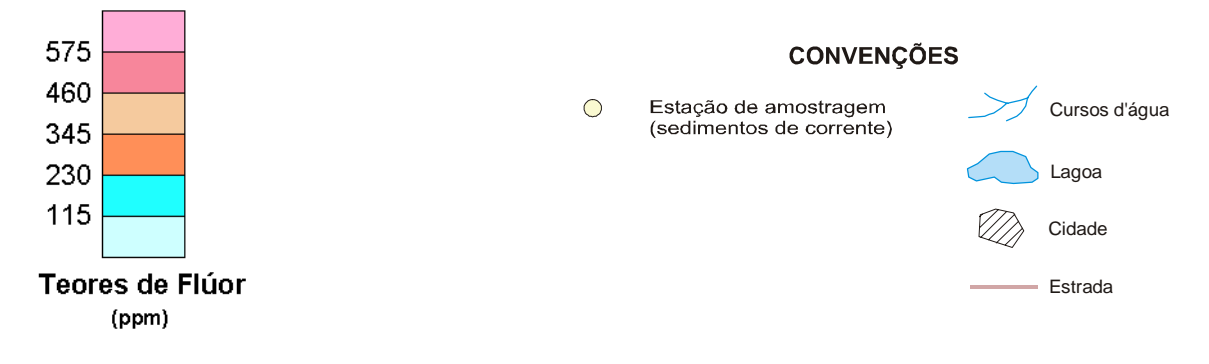 575
460
345
230
115
Teores de Flúor
(ppm)
CONVENÇÕES
Estação de amostragem
(sedimentos de corrente)
Cursos d'água
Lagoa
Cidade
Estrada